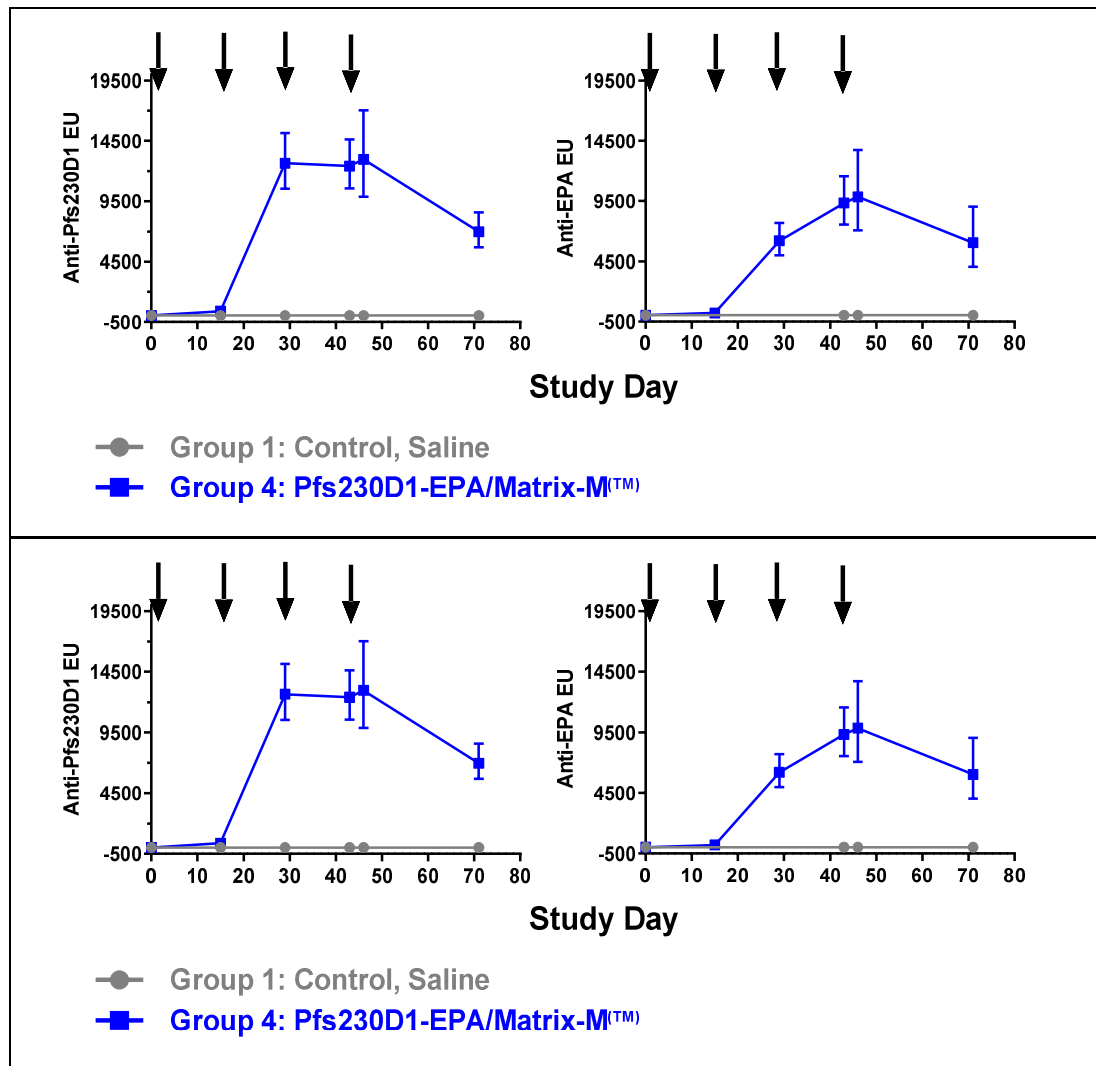 19500
14500
9500
4500
-500
Anti-Pfs230D1 EU
0 10 20 30 40 50 60 70 80
19500
14500
9500
4500
-500
Anti-EPA EU
0 10 20 30 40 50 60 70 80
Study Day
Group 1: Control, Saline
Group 4: Pfs230D1-EPA/Matrix-M(TM)
19500
14500
9500
4500
-500
Anti-Pfs230D1 EU
0 10 20 30 40 50 60 70 80
19500
14500
9500
4500
-500
Anti-EPA EU
0 10 20 30 40 50 60 70 80
Study Day
Group 1: Control, Saline
Group 4: Pfs230D1-EPA/Matrix-M(TM)